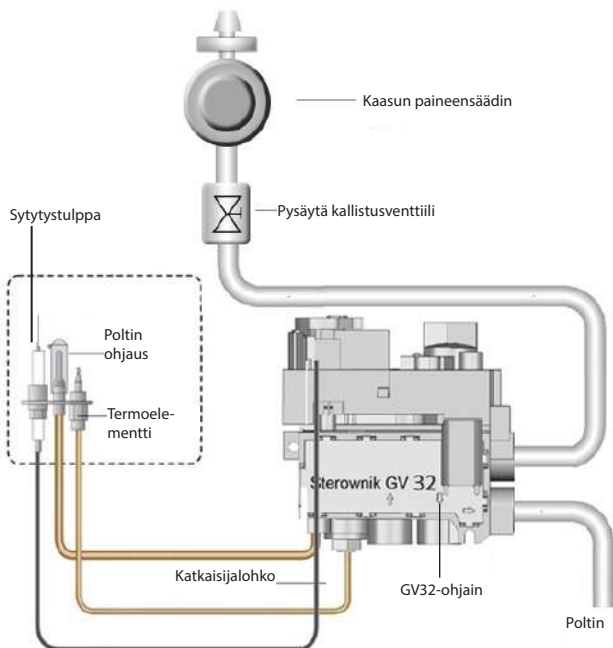 Kaasun paineensäädin
Pysäytä kallistusventtiili
Sytytystulppa
Poltin
ohjaus
Termoele-
mentti
Sterownik GV 32
Katkaisijalohko
GV32-ohjain
Poltin